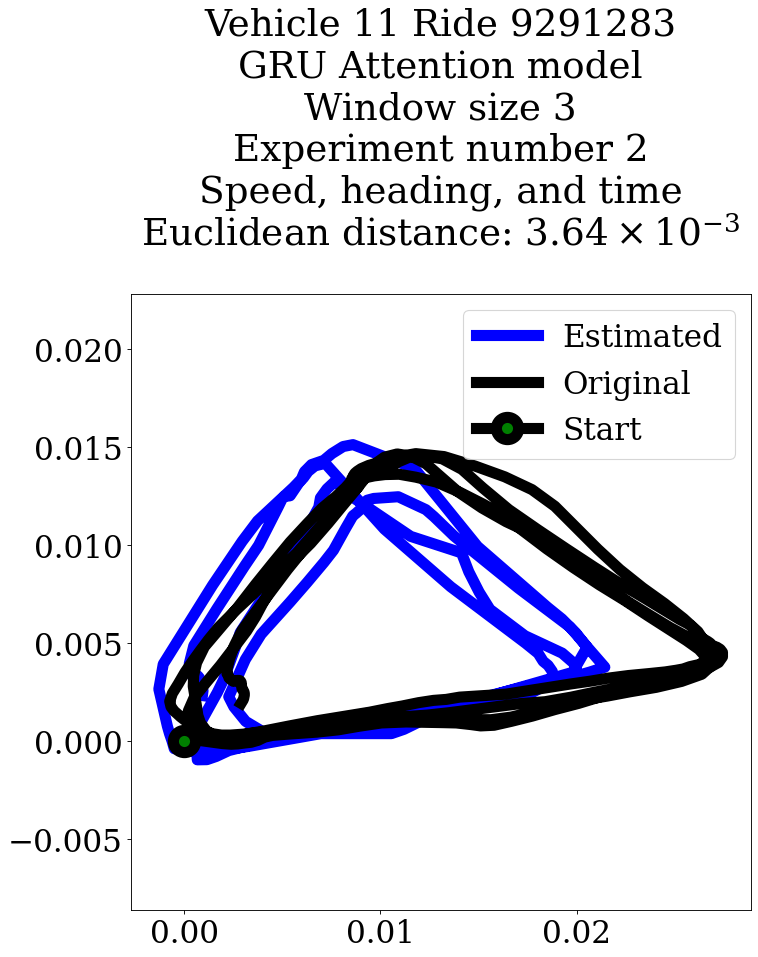 Vehicle 11 Ride 9291283
GRU Attention model
Window size 3
Experiment number 2
Speed, heading, and time
Euclidean distance: 3.64 × 10⁻³
Estimated
Original
Start
0.020
0.015
0.010
0.005
0.000
−0.005
0.00 0.01 0.02